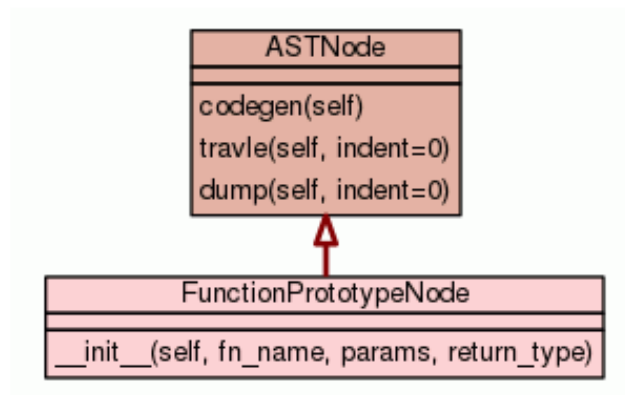 ASTNode
codegen(self)
travle(self, indent=0)
dump(self, indent=0)
FunctionPrototypeNode
__init__(self, fn_name, params, return_type)